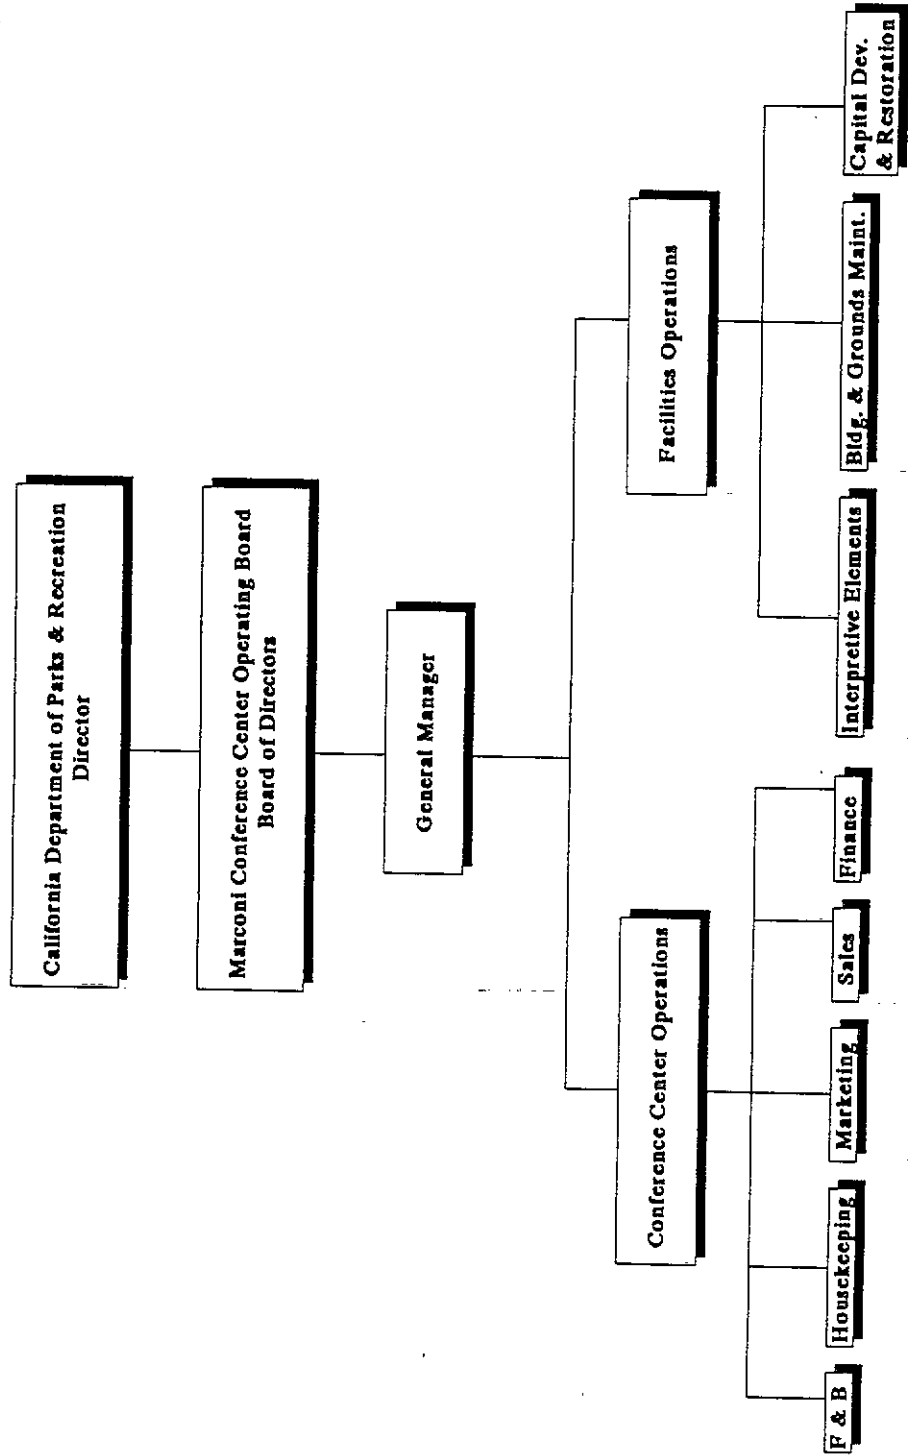 California Department of Parks & Recreation
Director
Marconi Conference Center Operating Board
Board of Directors
General Manager
Conference Center Operations
Facilities Operations
F & B
Housekeeping
Marketing
Sales
Finance
Interpretive Elements
Bldg. & Grounds Maint.
Capital Dev.
& Restoration